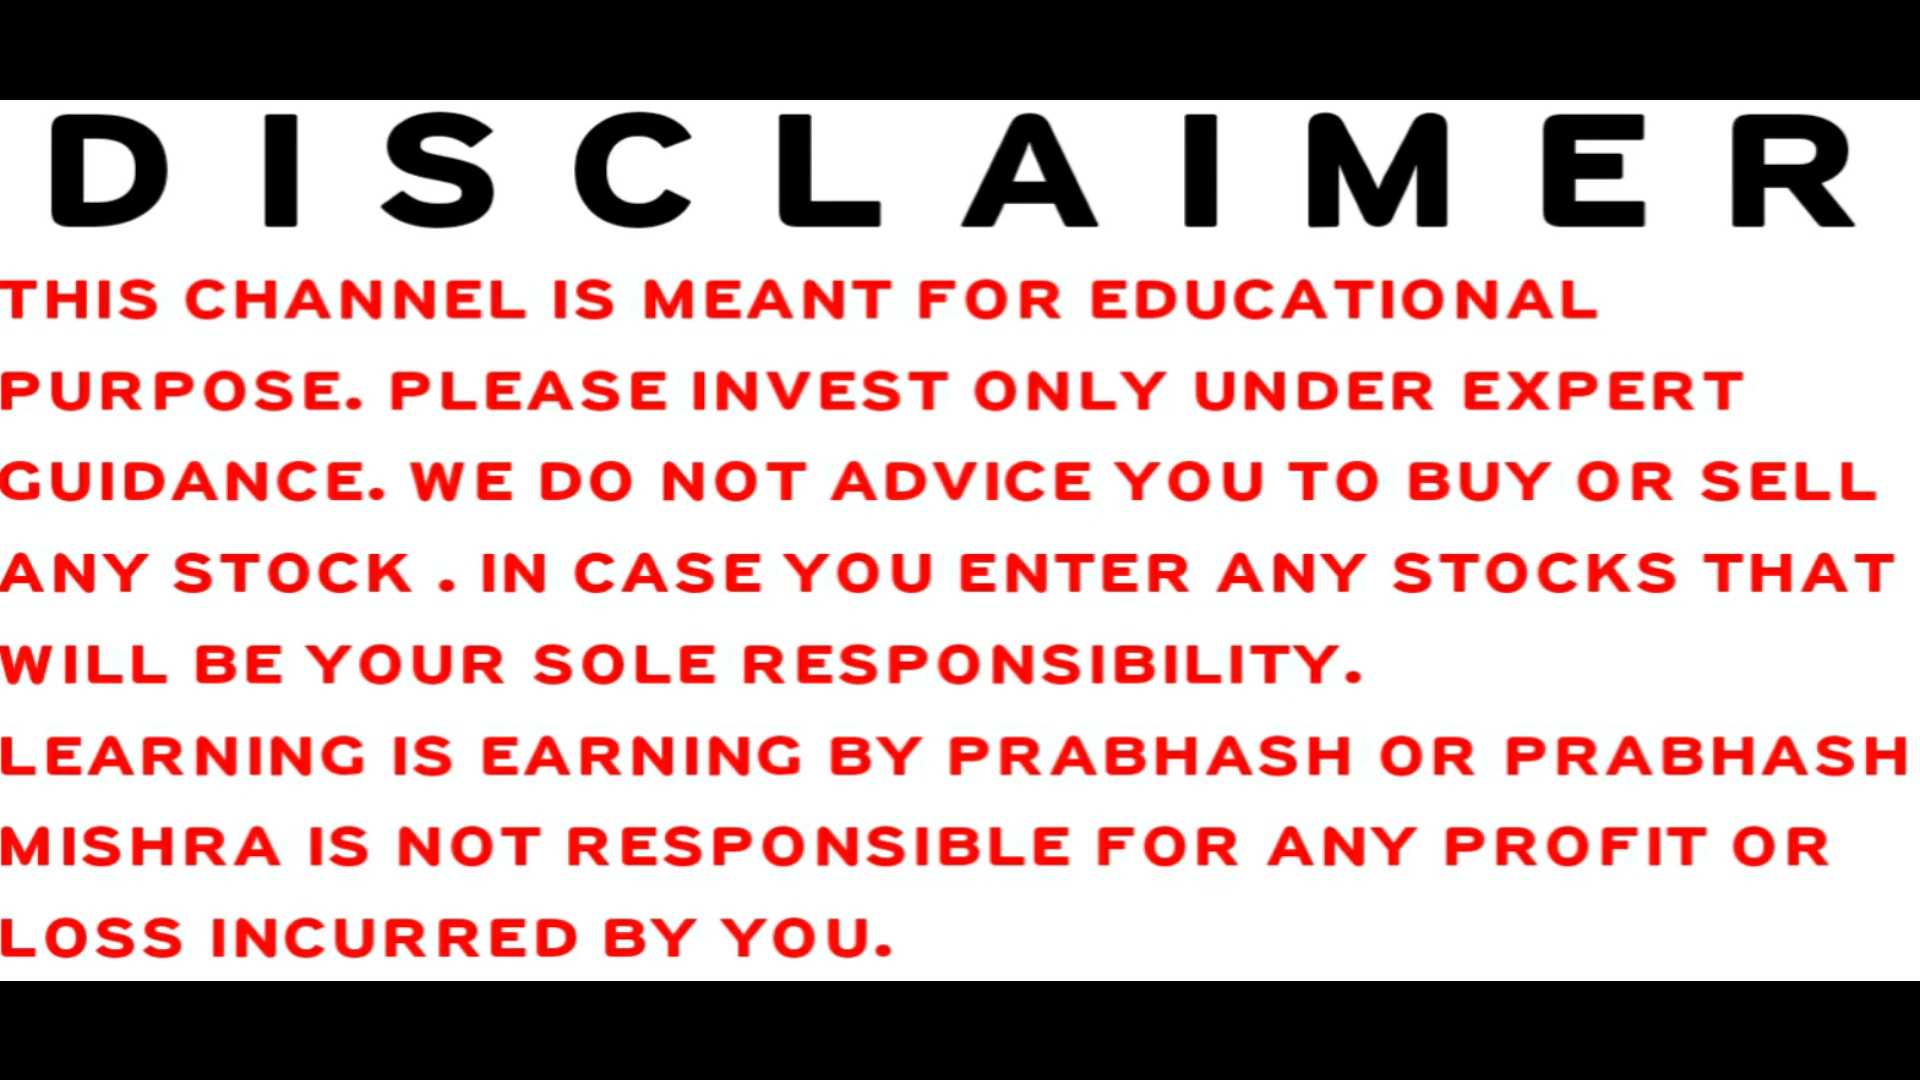 DISCLAIMER
THIS CHANNEL IS MEANT FOR EDUCATIONAL
PURPOSE. PLEASE INVEST ONLY UNDER EXPERT
GUIDANCE. WE DO NOT ADVICE YOU TO BUY OR SELL
ANY STOCK . IN CASE YOU ENTER ANY STOCKS THAT
WILL BE YOUR SOLE RESPONSIBILITY.
LEARNING IS EARNING BY PRABHASH OR PRABHASH
MISHRA IS NOT RESPONSIBLE FOR ANY PROFIT OR
LOSS INCURRED BY YOU.